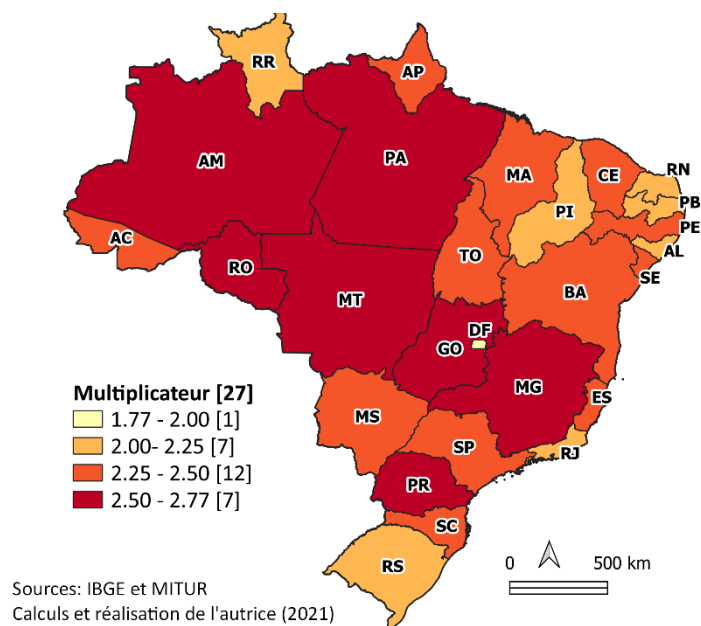 RR
AP
AM
PA
MA
CE
RN
PB
PI
PE
AC
AL
TO
SE
RO
BA
MT
DF
GO
MG
Multiplicateur [27]
1.77 - 2.00 [1]
2.00- 2.25 [7]
2.25 - 2.50 [12]
2.50 - 2.77 [7]
MS
ES
SP
RJ
PR
SC
RS
0 500 km
Sources: IBGE et MITUR
Calculs et réalisation de l'autrice (2021)